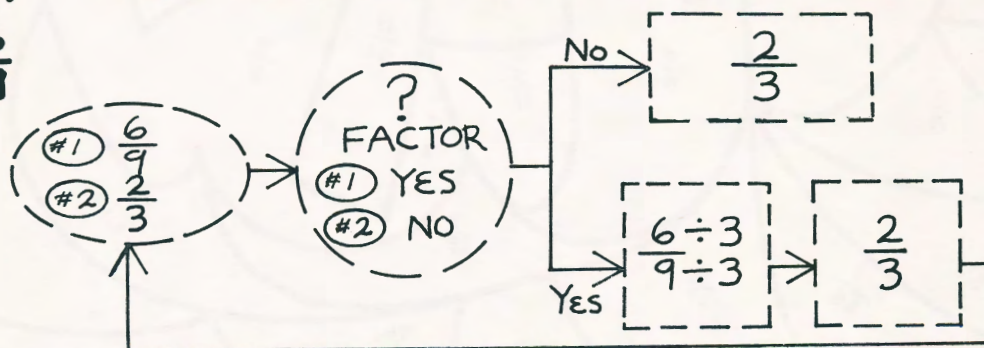 #1 6/9
#2 2/3
?
FACTOR
#1 YES
#2 NO
No
2/3
YES
6÷3/9÷3
2/3